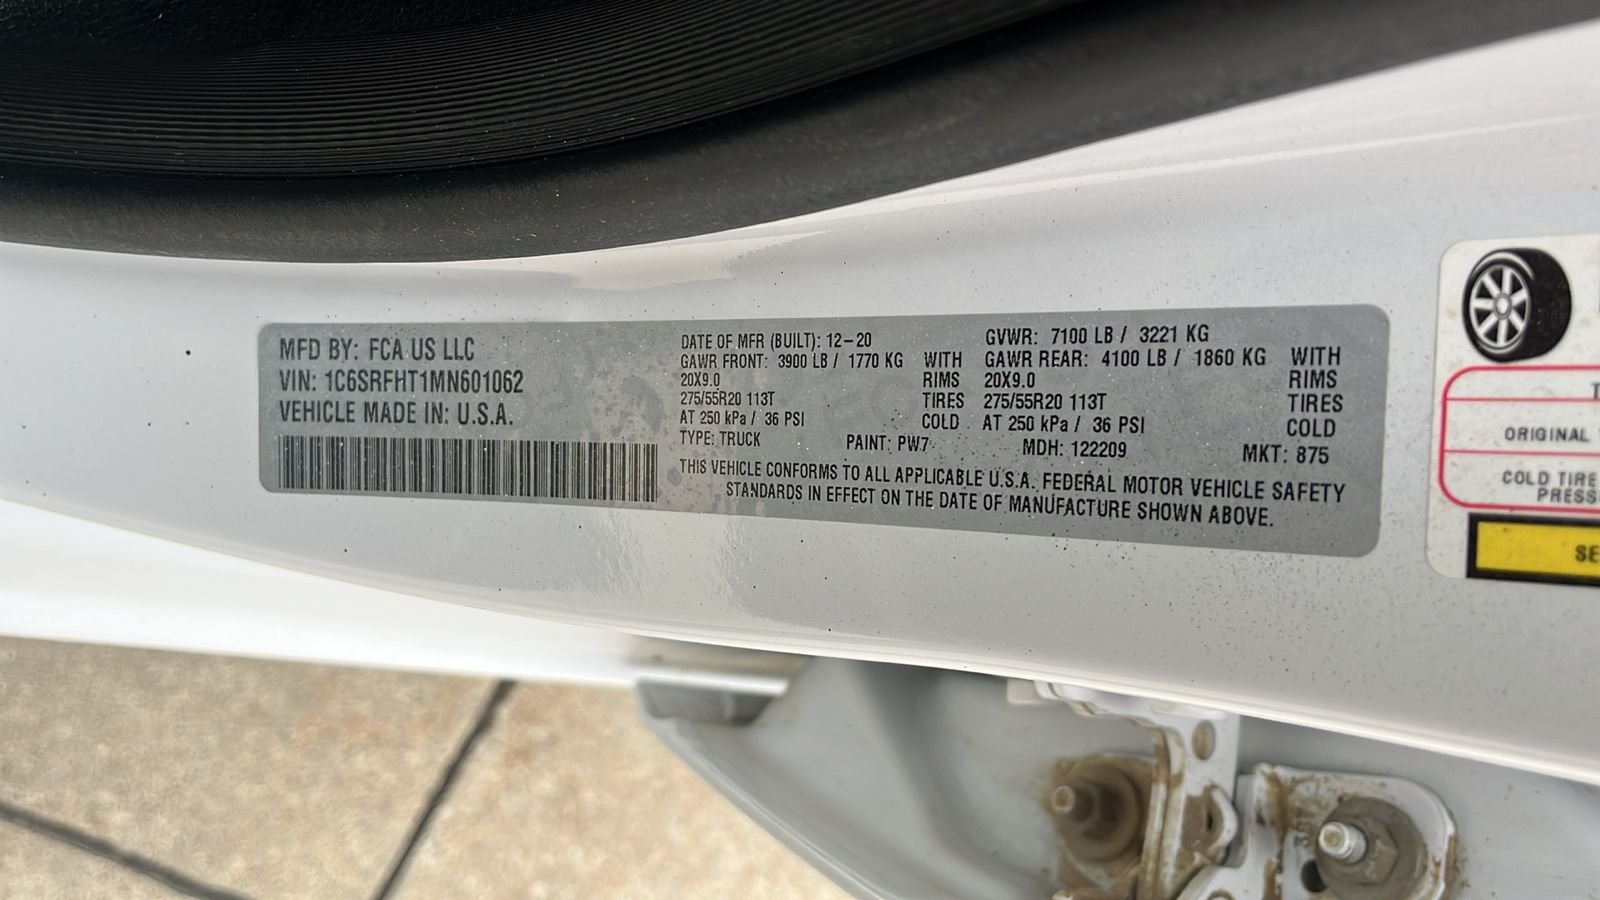 MFD BY: FCA US LLC
VIN: 1C6SRFHT1MN601062
VEHICLE MADE IN: U.S.A.
DATE OF MFR (BUILT): 12-20
GAWR FRONT: 3900 LB / 1770 KG WITH
20X9.0 RIMS
275/55R20 113T TIRES
AT 250 kPa / 36 PSI COLD
GVWR: 7100 LB / 3221 KG
GAWR REAR: 4100 LB / 1860 KG WITH
20X9.0 RIMS
275/55R20 113T TIRES
AT 250 kPa / 36 PSI COLD
TYPE: TRUCK PAINT: PW7 MDH: 122209 MKT: 875
THIS VEHICLE CONFORMS TO ALL APPLICABLE U.S.A. FEDERAL MOTOR VEHICLE SAFETY
STANDARDS IN EFFECT ON THE DATE OF MANUFACTURE SHOWN ABOVE.
ORIGINAL
COLD TIRE